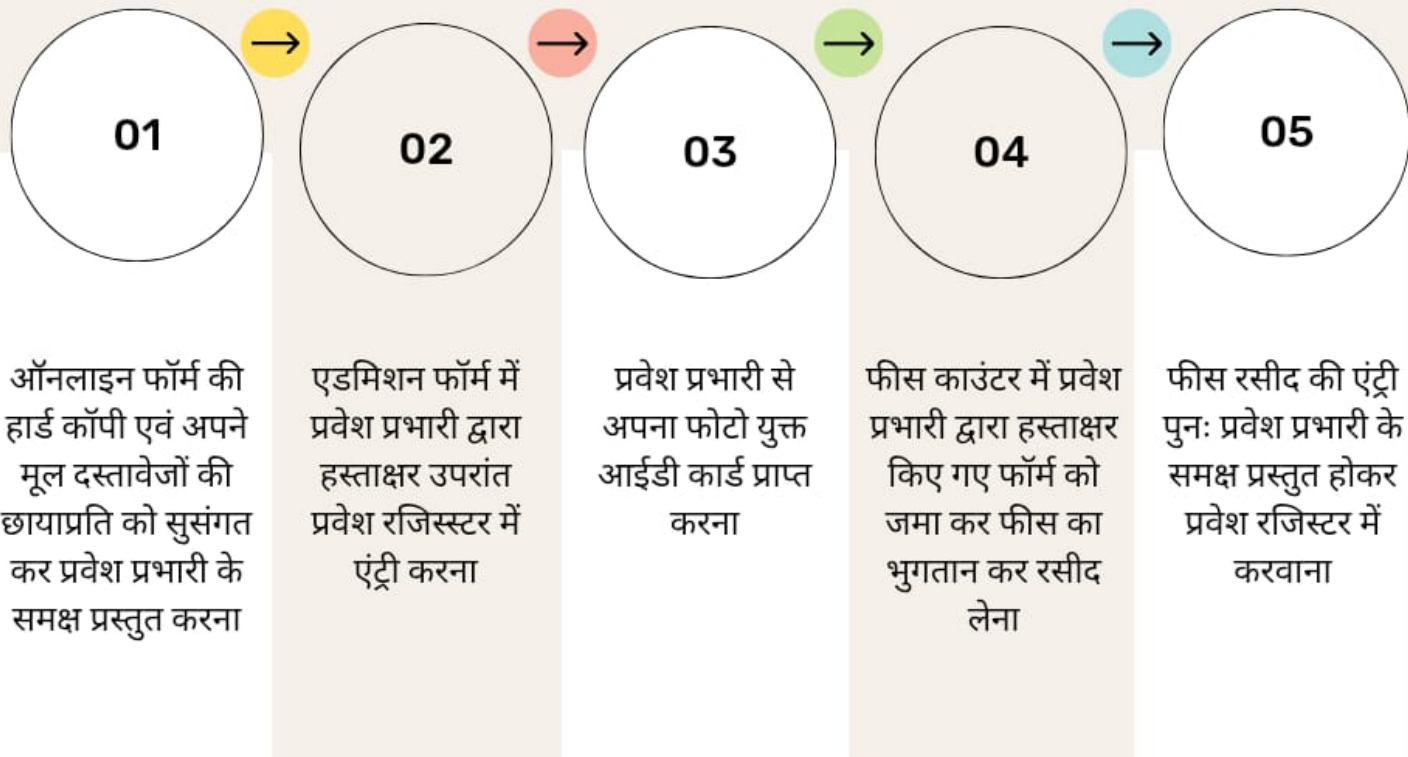 01
ऑनलाइन फॉर्म की
हार्ड कॉपी एवं अपने
मूल दस्तावेजों की
छायाप्रति को सुसंगत
कर प्रवेश प्रभारी के
समक्ष प्रस्तुत करना
02
एडमिशन फॉर्म में
प्रवेश प्रभारी द्वारा
हस्ताक्षर उपरांत
प्रवेश रजिस्स्टर में
एंट्री करना
03
प्रवेश प्रभारी से
अपना फोटो युक्त
आईडी कार्ड प्राप्त
करना
04
फीस काउंटर में प्रवेश
प्रभारी द्वारा हस्ताक्षर
किए गए फॉर्म को
जमा कर फीस का
भुगतान कर रसीद
लेना
05
फीस रसीद की एंट्री
पुनः प्रवेश प्रभारी के
समक्ष प्रस्तुत होकर
प्रवेश रजिस्टर में
करवाना